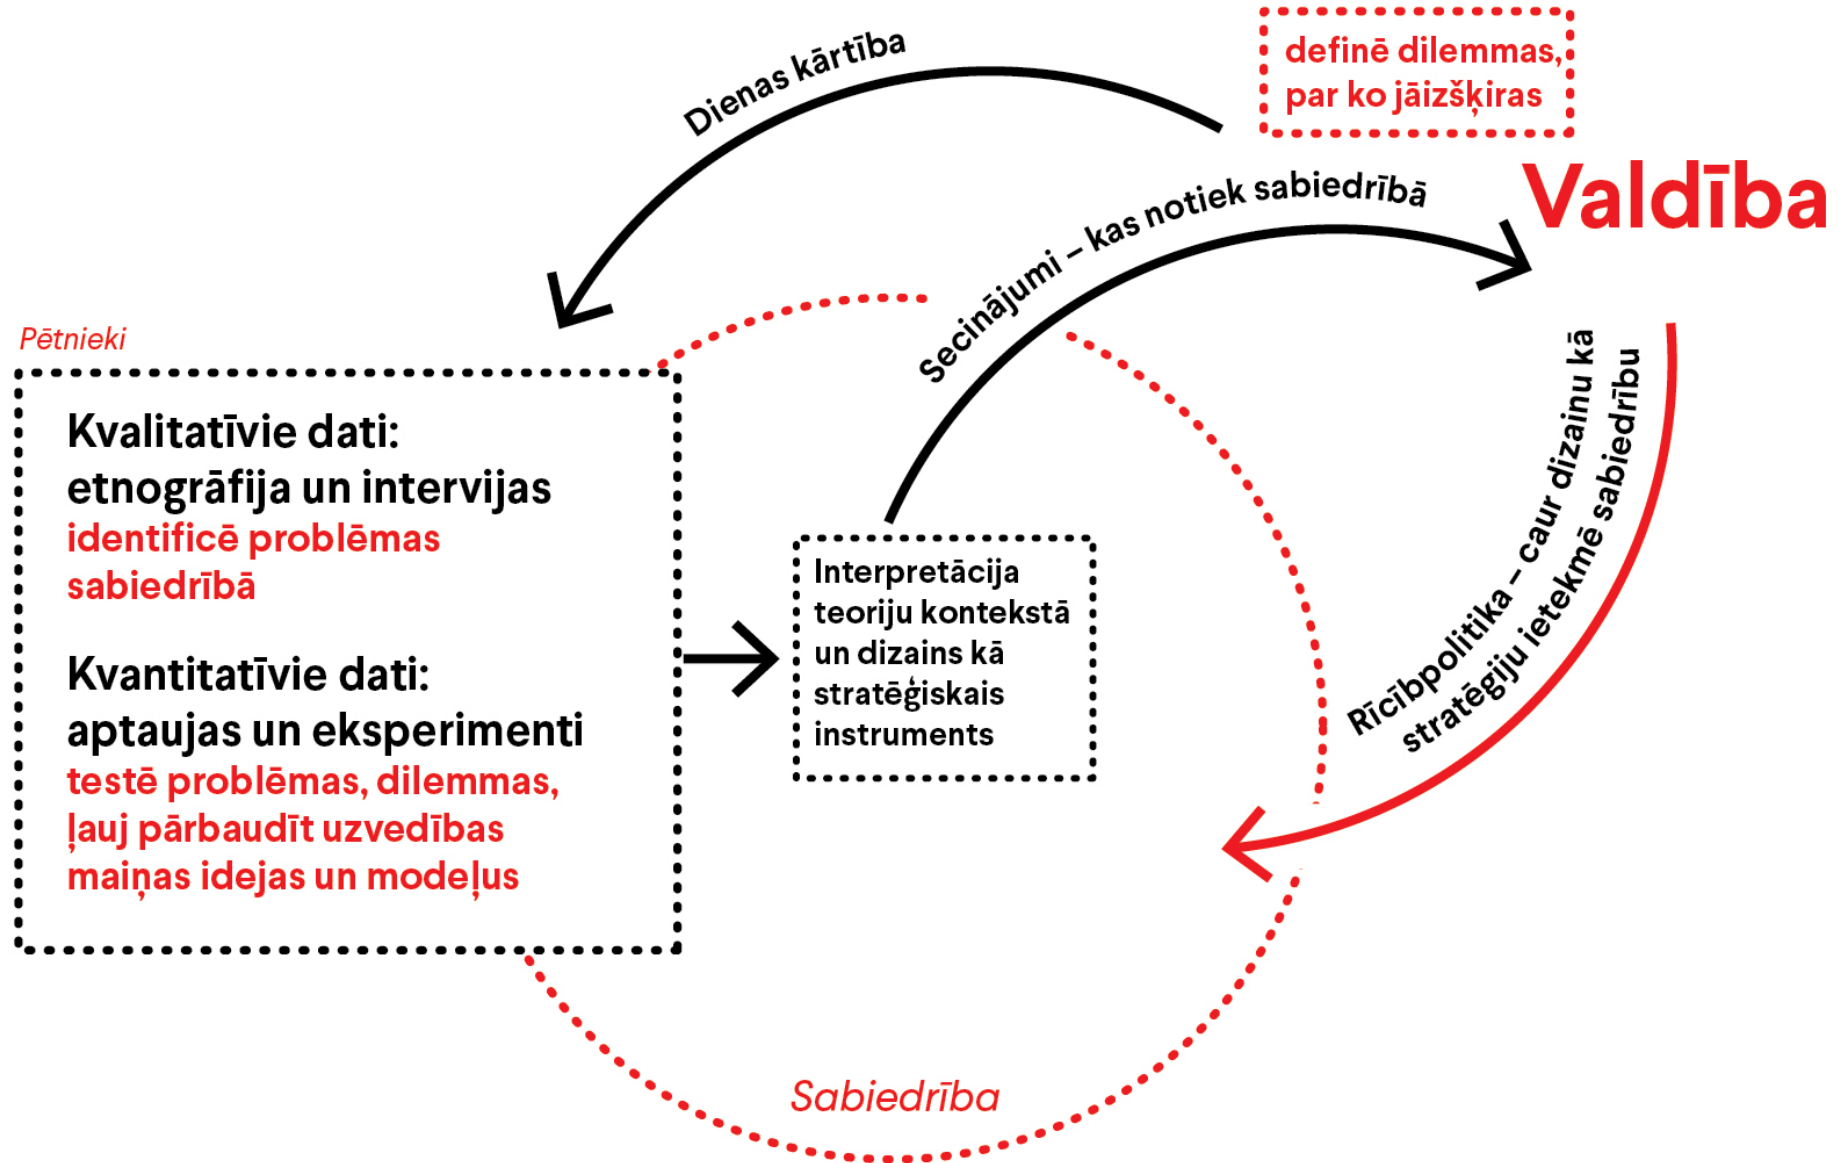 Dienas kārtība
definē dilemmas,
par ko jāizšķiras
Valdība
Secinājumi – kas notiek sabiedrībā
Pētnieki
Kvalitatīvie dati:
etnogrāfija un intervijas
identificē problēmas
sabiedrībā
Kvantitatīvie dati:
aptaujas un eksperimenti
testē problēmas, dilemmas,
ļauj pārbaudīt uzvedības
maiņas idejas un modeļus
Interpretācija
teoriju kontekstā
un dizains kā
stratēģiskais
instruments
Rīcībpolitika – caur dizainu kā
stratēģiju ietekmē sabiedrību
Sabiedrība